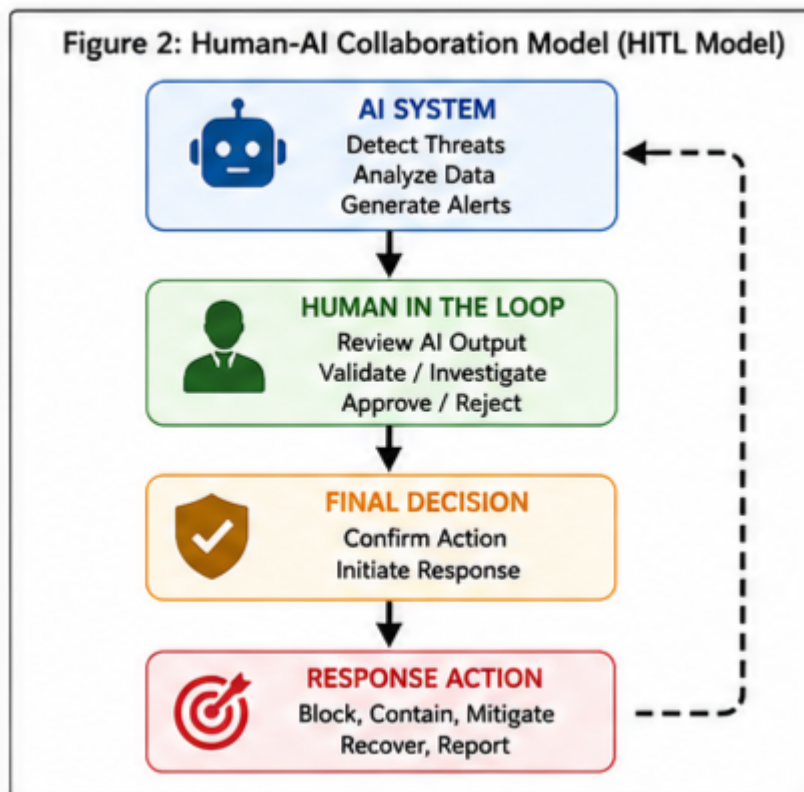 Figure 2: Human-AI Collaboration Model (HITL Model)
AI SYSTEM
Detect Threats
Analyze Data
Generate Alerts
HUMAN IN THE LOOP
Review AI Output
Validate / Investigate
Approve / Reject
FINAL DECISION
Confirm Action
Initiate Response
RESPONSE ACTION
Block, Contain, Mitigate
Recover, Report